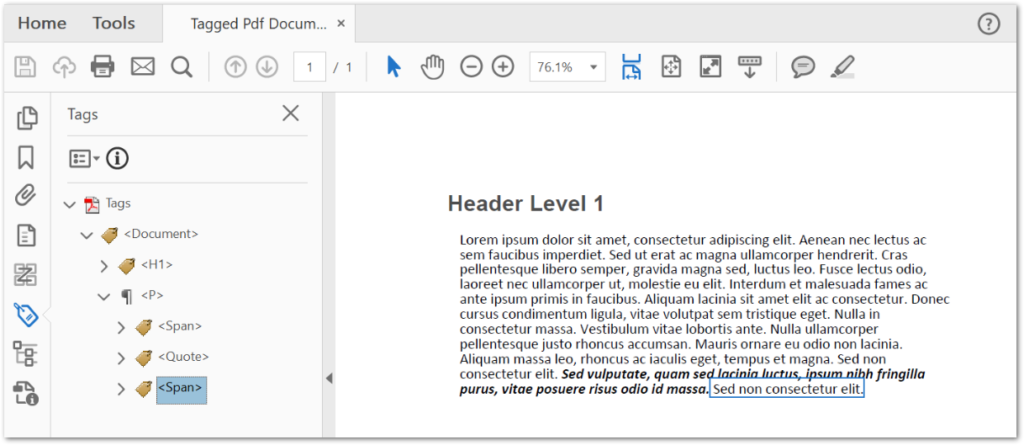 Home Tools Tagged Pdf Docum... ×
1 / 1 76.1%
Tags
Tags
<Document>
<H1>
<P>
<Span>
<Quote>
<Span>
Header Level 1
Lorem ipsum dolor sit amet, consectetur adipiscing elit. Aenean nec lectus ac
sem faucibus imperdiet. Sed ut erat ac magna ullamcorper hendrerit. Cras
pellentesque libero semper, gravida magna sed, luctus leo. Fusce lectus odio,
laoreet nec ullamcorper ut, molestie eu elit. Interdum et malesuada fames ac
ante ipsum primis in faucibus. Aliquam lacinia sit amet elit ac consectetur. Donec
cursus condimentum ligula, vitae volutpat sem tristique eget. Nulla in
consectetur massa. Vestibulum vitae lobortis ante. Nulla ullamcorper
pellentesque justo rhoncus accumsan. Mauris ornare eu odio non lacinia.
Aliquam massa leo, rhoncus ac iaculis eget, tempus et magna. Sed non
consectetur elit. Sed vulputate, quam sed lacinia luctus, ipsum nibh fringilla
purus, vitae posuere risus odio id massa. Sed non consectetur elit.